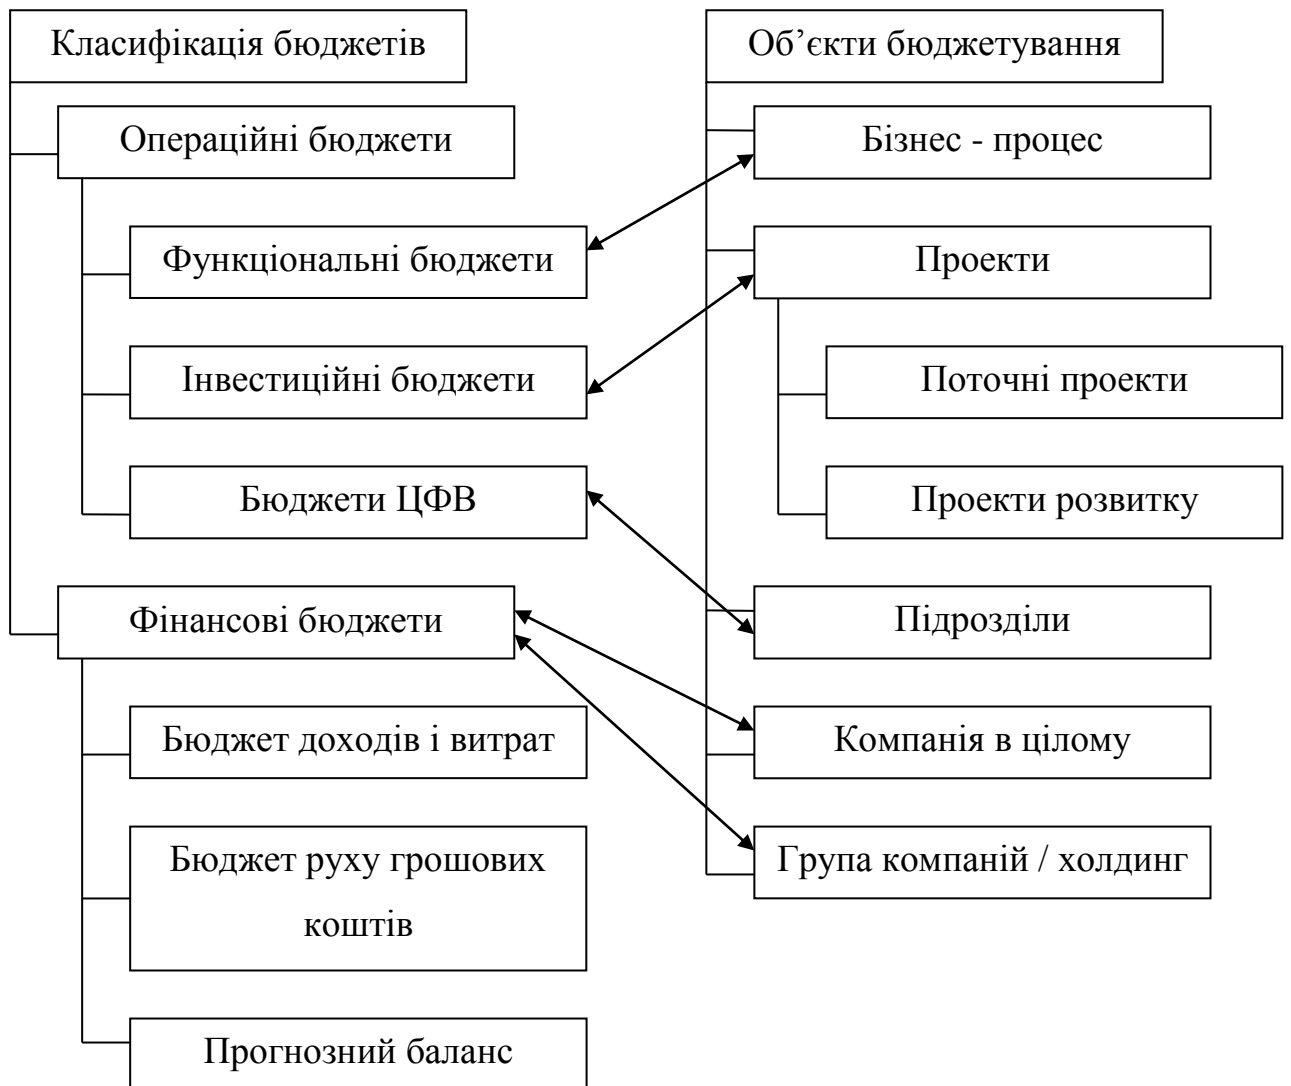 Класифікація бюджетів
Операційні бюджети
Функціональні бюджети
Інвестиційні бюджети
Бюджети ЦФВ
Фінансові бюджети
Бюджет доходів і витрат
Бюджет руху грошових
коштів
Прогнозний баланс
Об’єкти бюджетування
Бізнес - процес
Проекти
Поточні проекти
Проекти розвитку
Підрозділи
Компанія в цілому
Група компаній / холдинг